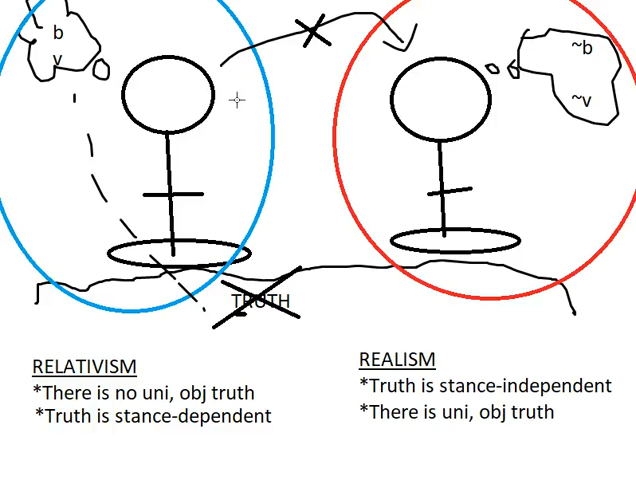 b
v
~b
~v
TRUTH
RELATIVISM
*There is no uni, obj truth
*Truth is stance-dependent
REALISM
*Truth is stance-independent
*There is uni, obj truth